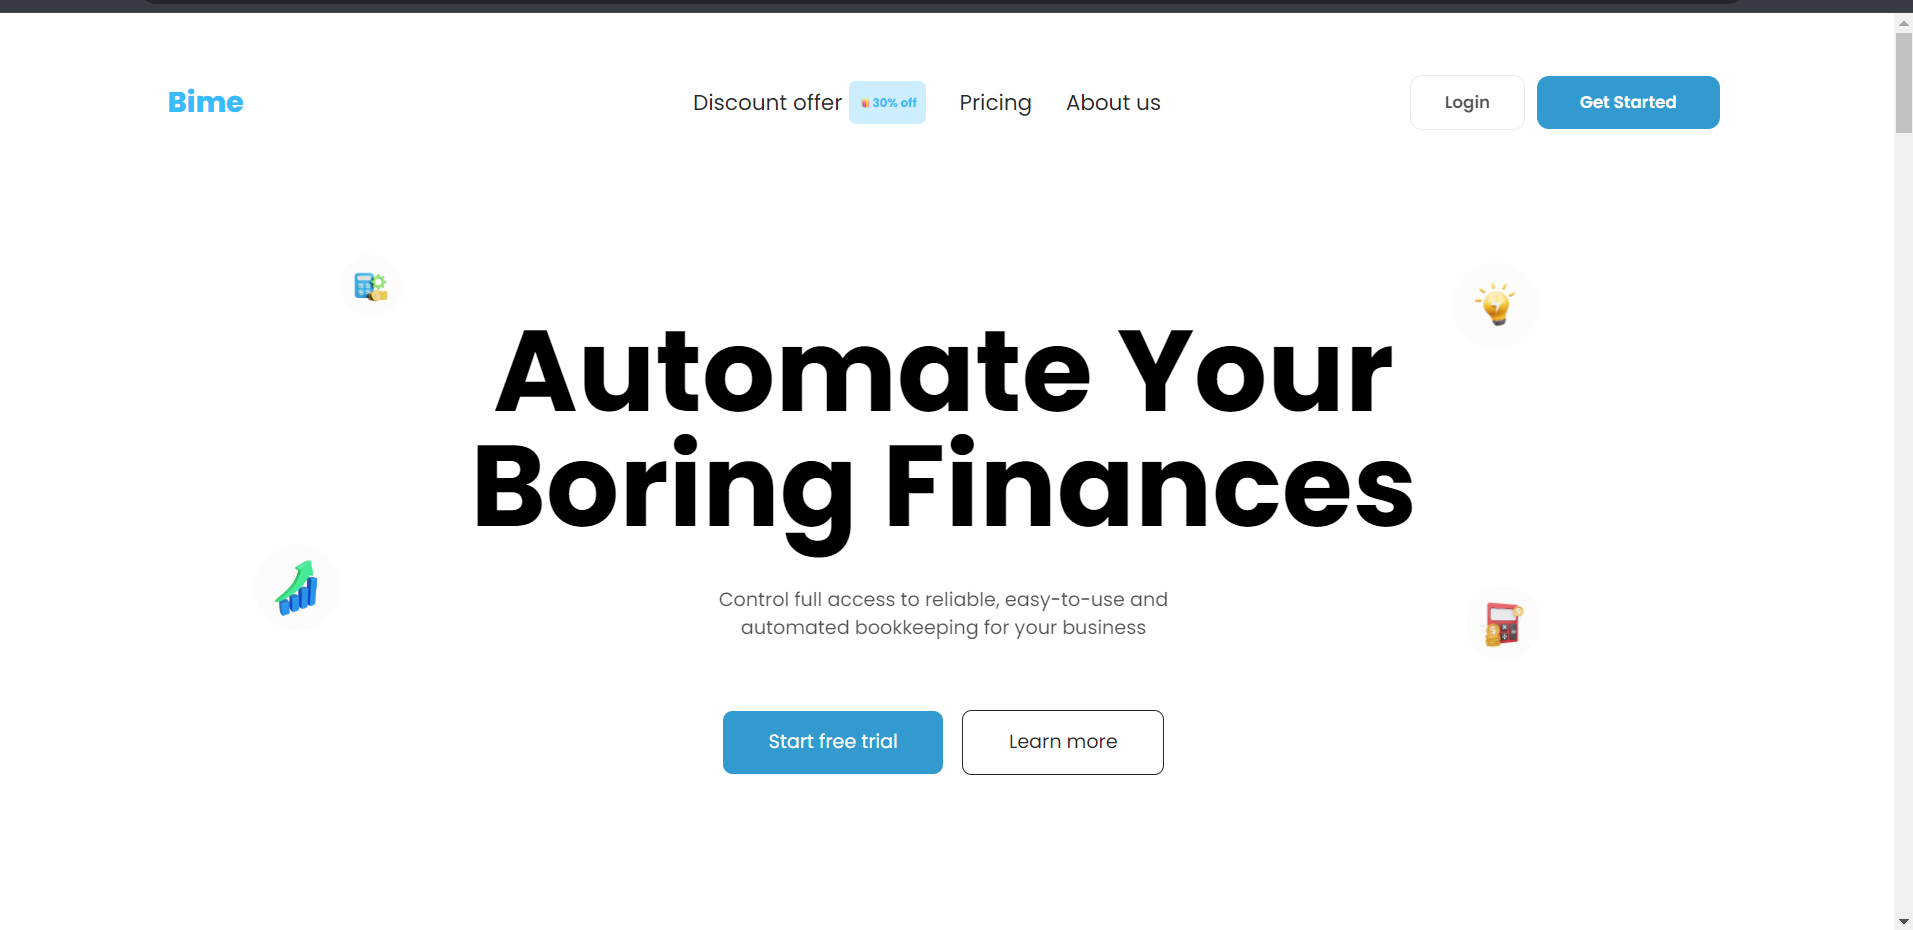 Bime
Discount offer 30% off Pricing About us
Login Get Started
Automate Your
Boring Finances
Control full access to reliable, easy-to-use and
automated bookkeeping for your business
Start free trial Learn more